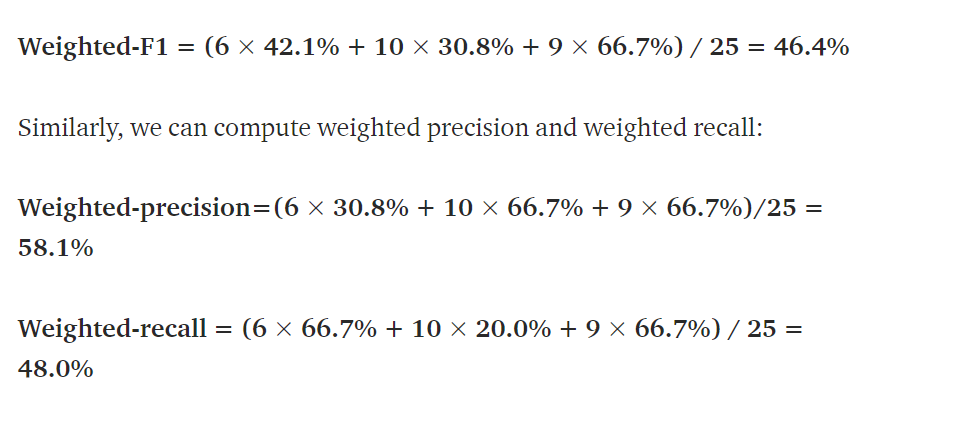 Weighted-F1 = (6 × 42.1% + 10 × 30.8% + 9 × 66.7%) / 25 = 46.4%
Similarly, we can compute weighted precision and weighted recall:
Weighted-precision=(6 × 30.8% + 10 × 66.7% + 9 × 66.7%)/25 =
58.1%
Weighted-recall = (6 × 66.7% + 10 × 20.0% + 9 × 66.7%) / 25 =
48.0%